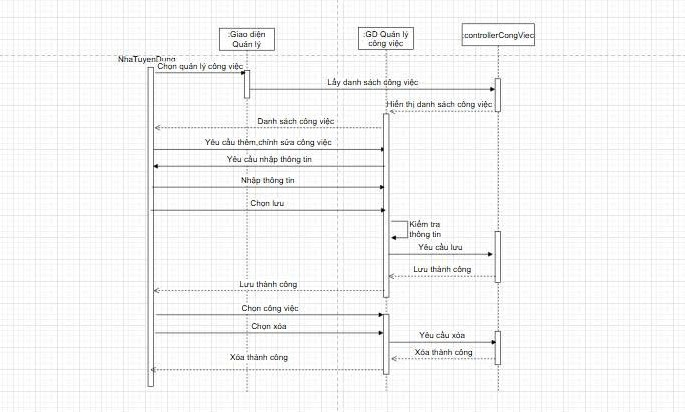 :Giao diện
Quản lý
:GD Quản lý
công việc
:controllerCongViec
NhaTuyenDung
Chọn quản lý công việc
Lấy danh sách công việc
Hiển thị danh sách công việc
Danh sách công việc
Yêu cầu thêm,chỉnh sửa công việc
Yêu cầu nhập thông tin
Nhập thông tin
Chọn lưu
Kiểm tra
thông tin
Yêu cầu lưu
Lưu thành công
Lưu thành công
Chọn công việc
Chọn xóa
Yêu cầu xóa
Xóa thành công
Xóa thành công